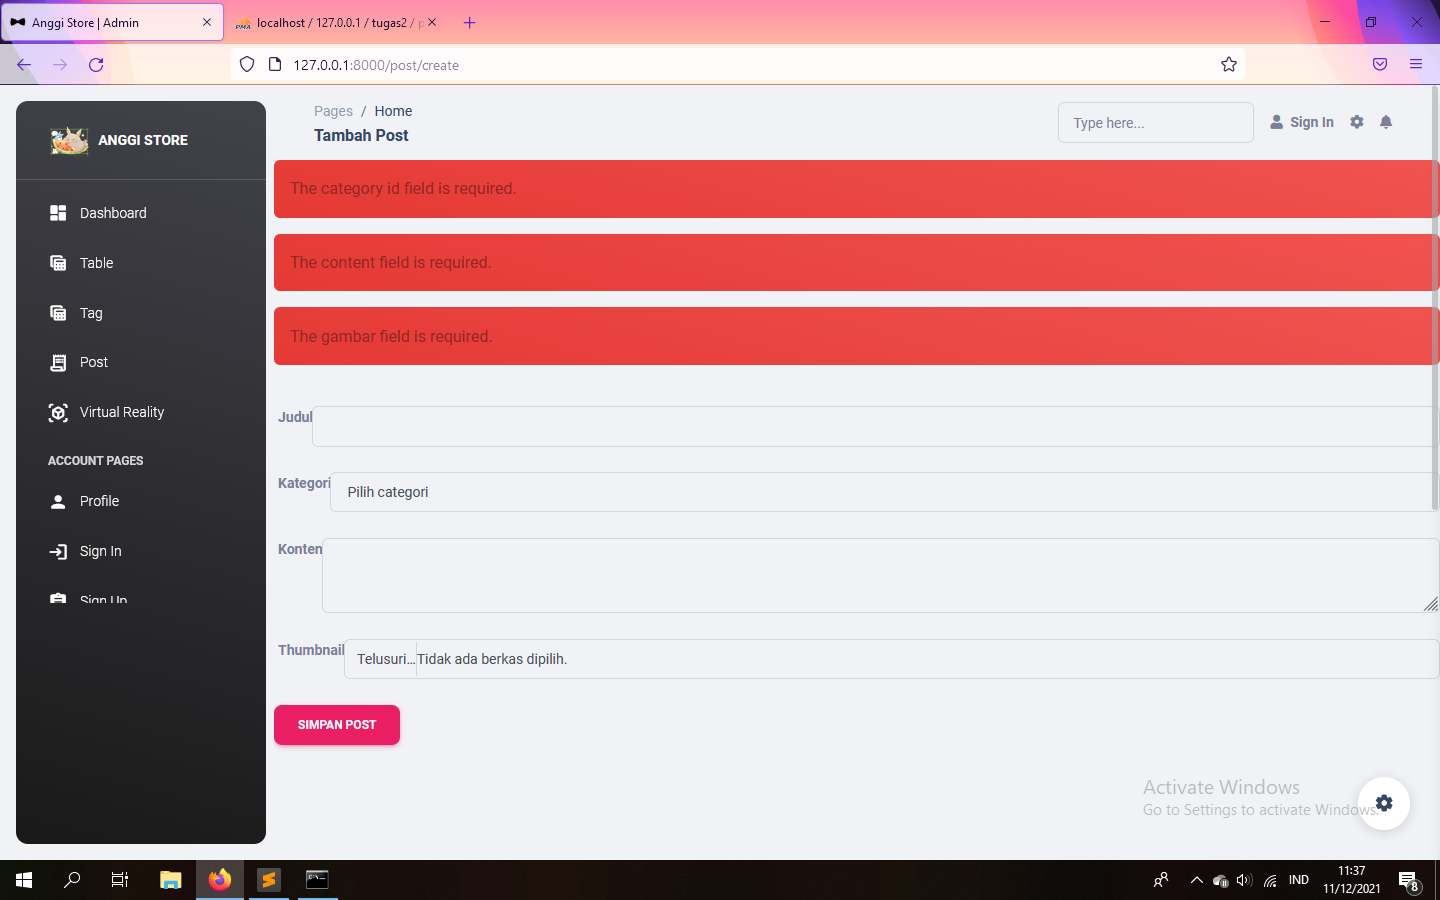 Anggi Store | Admin
localhost / 127.0.0.1 / tugas2 / p
127.0.0.1:8000/post/create
ANGGI STORE
Dashboard
Table
Tag
Post
Virtual Reality
ACCOUNT PAGES
Profile
Sign In
Sign Up
Pages / Home
Tambah Post
Type here...
Sign In
The category id field is required.
The content field is required.
The gambar field is required.
Judul
Kategori
Pilih categori
Konten
Thumbnail
Telusuri... Tidak ada berkas dipilih.
SIMPAN POST
Activate Windows
Go to Settings to activate Windows.
IND
11:37
11/12/2021
8